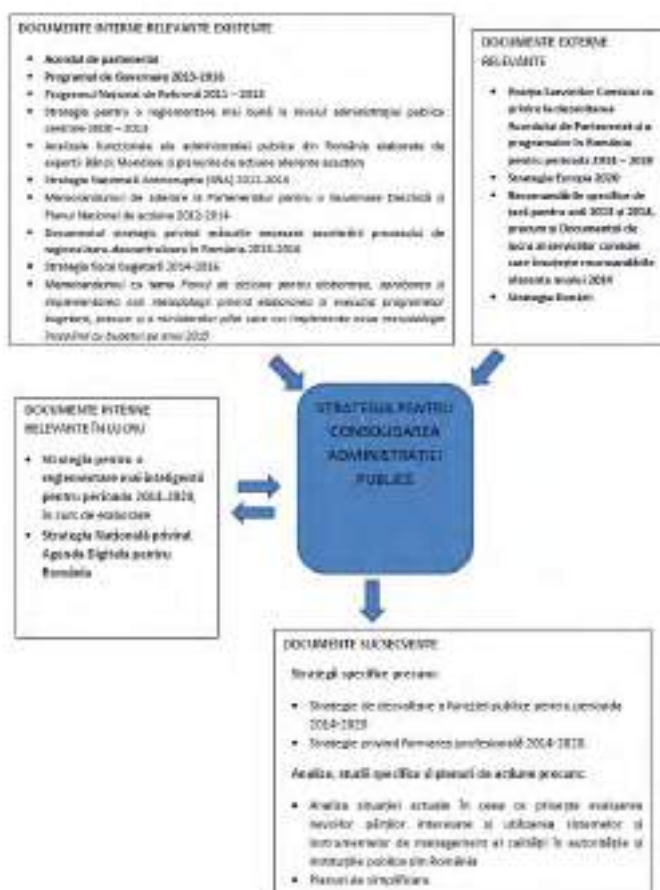 DOCUMENTE INTERNE RELEVANTE EXISTENTE
• Acordul de parteneriat
• Programul de Guvernare 2013-2016
• Programul Național de Reformă 2011 – 2013
• Strategia pentru o reglementare mai bună la nivelul administrației publice
centrale 2008 – 2013
• Analizele funcționale ale administrației publice din România elaborate de
experții Băncii Mondiale și planurile de acțiune aferente acestora
• Strategia Națională Anticorupție (SNA) 2012-2015
• Memorandumul de aderare la Parteneriatul pentru o Guvernare Deschisă și
Planul Național de acțiune 2012-2014
• Documentul strategic privind măsurile necesare procesului de
regionalizare-descentralizare în România
• Strategia fiscal bugetară 2014-2016
• Memorandumul cu tema Planul de acțiune pentru elaborarea, aprobarea și
implementarea unei metodologii privind elaborarea și execuția programelor
bugetare, precum și a ministerelor pilot care vor implementa noua metodologie
începând cu bugetul pe anul 2015
DOCUMENTE EXTERNE
RELEVANTE
• Poziția Serviciilor Comisiei cu
privire la dezvoltarea
Acordului de Parteneriat și a
programelor în România
pentru perioada 2014 – 2020
• Strategia Europa 2020
• Recomandările specifice de
țară pentru anii 2013 și 2014,
precum și Documentul de
lucru al serviciilor comisiei
care însoțește recomandările
aferente anului 2014
• Strategia Dunării
DOCUMENTE INTERNE
RELEVANTE ÎN LUCRU
• Strategia pentru o
reglementare mai inteligentă
pentru perioada 2014-2020,
în curs de elaborare
• Strategia Națională privind
Agenda Digitala pentru
România
STRATEGIA PENTRU
CONSOLIDAREA
ADMINISTRAȚIEI
PUBLICE
DOCUMENTE SUCSECVENTE
Strategii specifice precum:
• Strategie de dezvoltare a funcției publice pentru perioada
2014-2020
• Strategie privind formarea profesională 2014-2020
Analize, studii specifice si planuri de acțiune precum:
• Analiza situației actuale în ceea ce privește evaluarea
nevoilor părților interesate și utilizarea sistemelor și
instrumentelor de management al calității în autoritățile și
instituțiile publice din România
• Planuri de simplificare